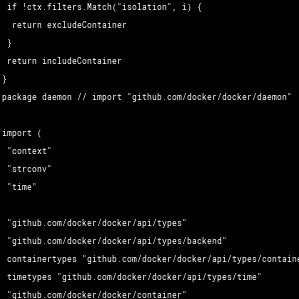 if !ctx.filters.Match("isolation", i) {
return excludeContainer
}
return includeContainer
}
package daemon // import "github.com/docker/docker/daemon"
import (
"context"
"strconv"
"time"
"github.com/docker/docker/api/types"
"github.com/docker/docker/api/types/backend"
containertypes "github.com/docker/docker/api/types/containe
timetypes "github.com/docker/docker/api/types/time"
"github.com/docker/docker/container"